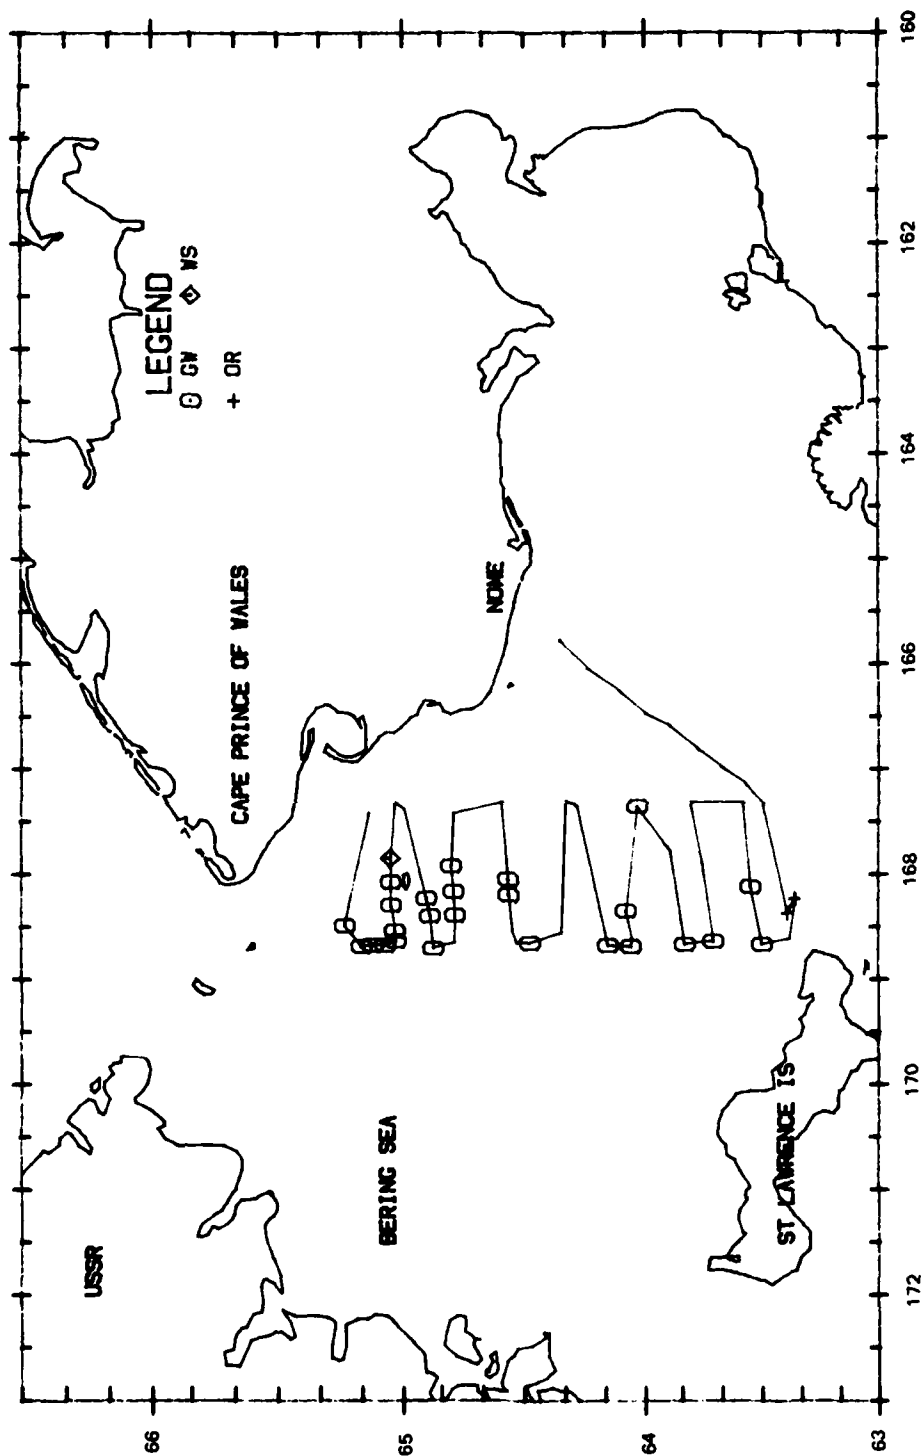 USSR
BERING SEA
ST LAWRENCE IS
CAPE PRINCE OF WALES
NOME
LEGEND
GW WS
+ OR
66
65
64
63
172
170
168
166
164
162
160